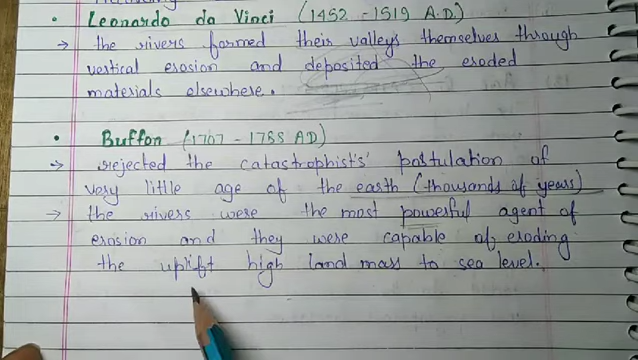 • Leonardo da Vinci (1452 - 1519 A.D.)
→ the rivers formed their valleys themselves through
vertical erosion and deposited the eroded
materials elsewhere.
• Buffon (1707 - 1788 AD)
→ rejected the catastrophists' postulation of
very little age of the earth (thousands of years)
→ the rivers were the most powerful agent of
erosion and they were capable of eroding
the uplift high land mass to sea level.